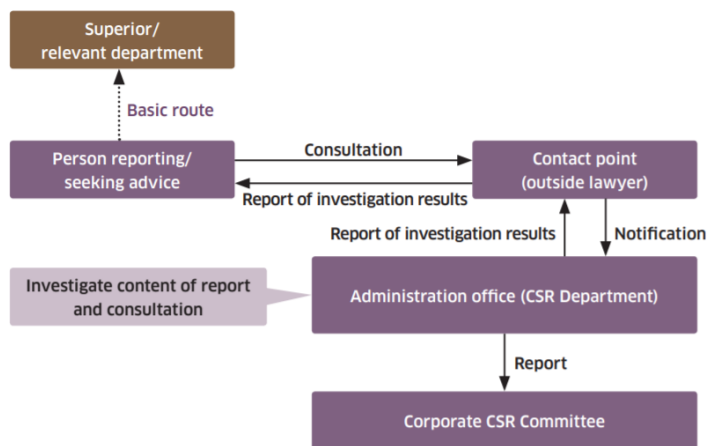 Superior/
relevant department
Basic route
Person reporting/
seeking advice
Consultation
Contact point
(outside lawyer)
Report of investigation results
Report of investigation results
Notification
Investigate content of report
and consultation
Administration office (CSR Department)
Report
Corporate CSR Committee